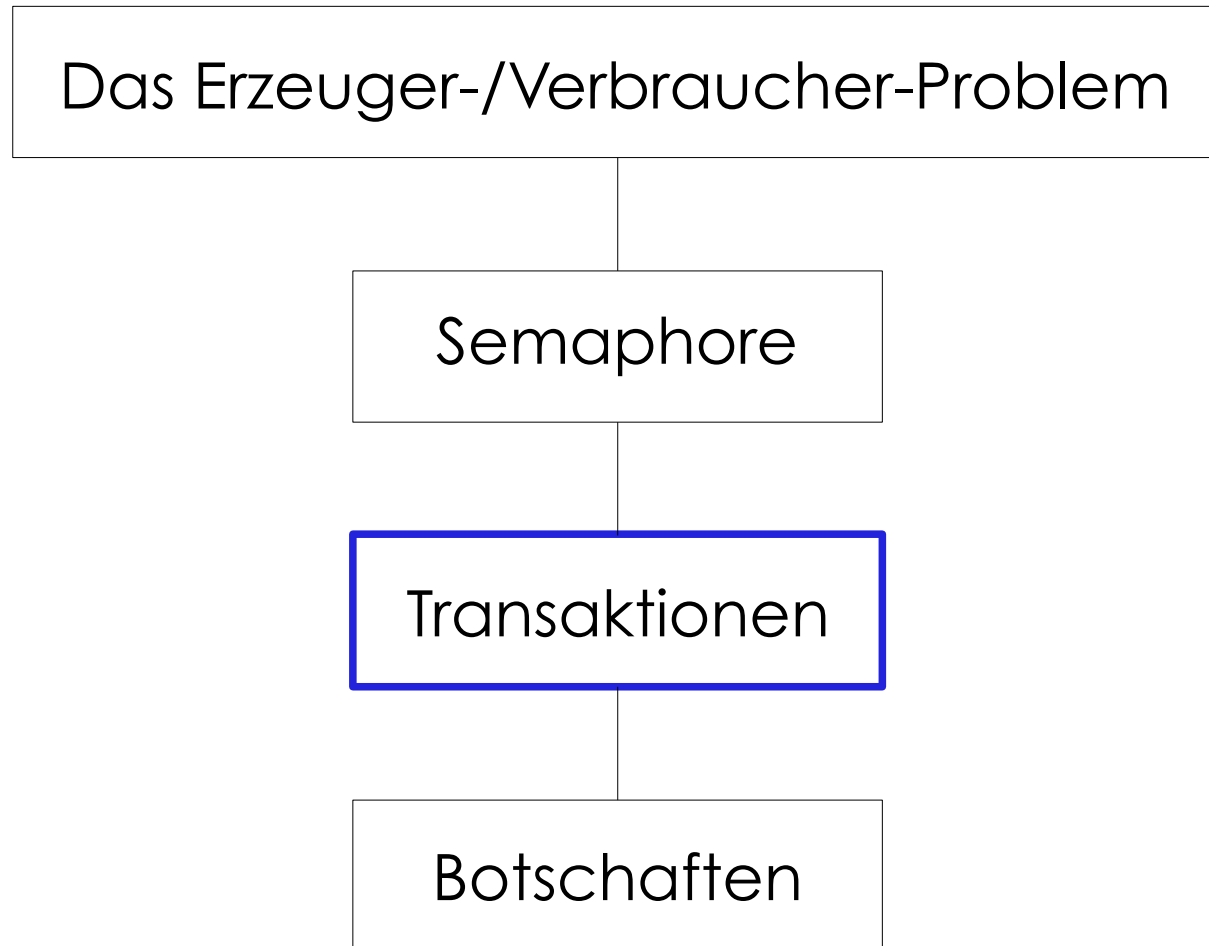 Das Erzeuger-/Verbraucher-Problem
Semaphore
Transaktionen
Botschaften